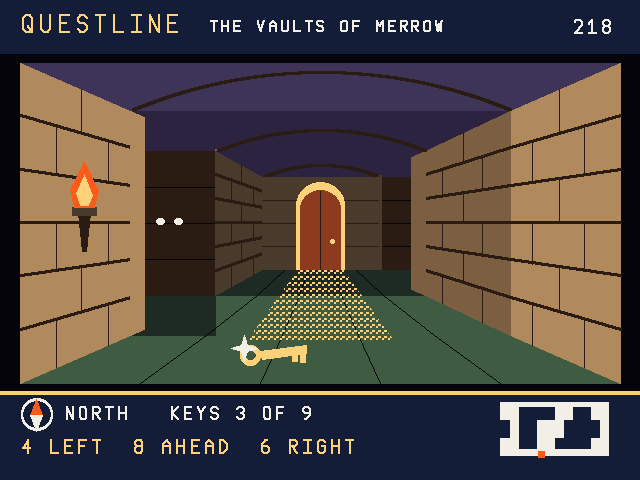 QUESTLINE THE VAULTS OF MERROW 218
NORTH KEYS 3 OF 9
4 LEFT 8 AHEAD 6 RIGHT